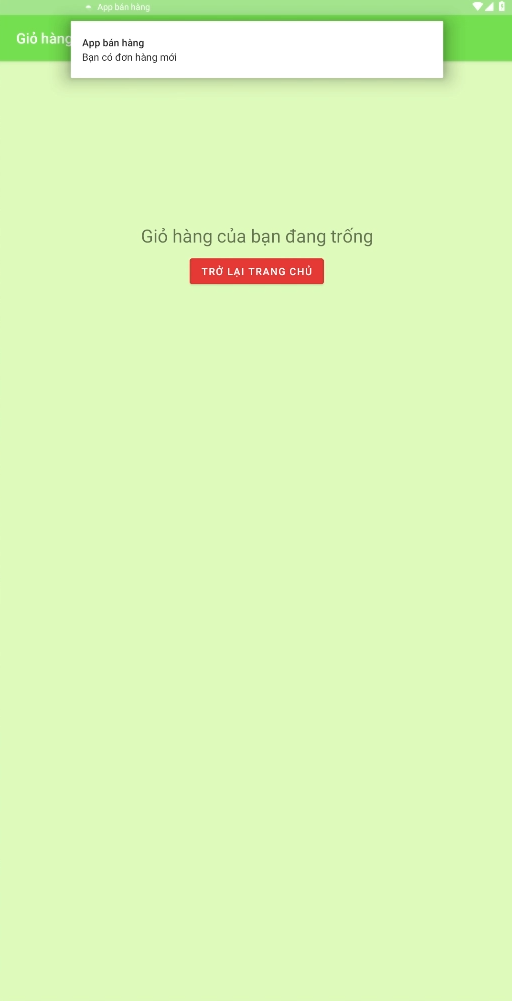 App bán hàng
Giỏ hàng
App bán hàng
Bạn có đơn hàng mới
Giỏ hàng của bạn đang trống
TRỞ LẠI TRANG CHỦ